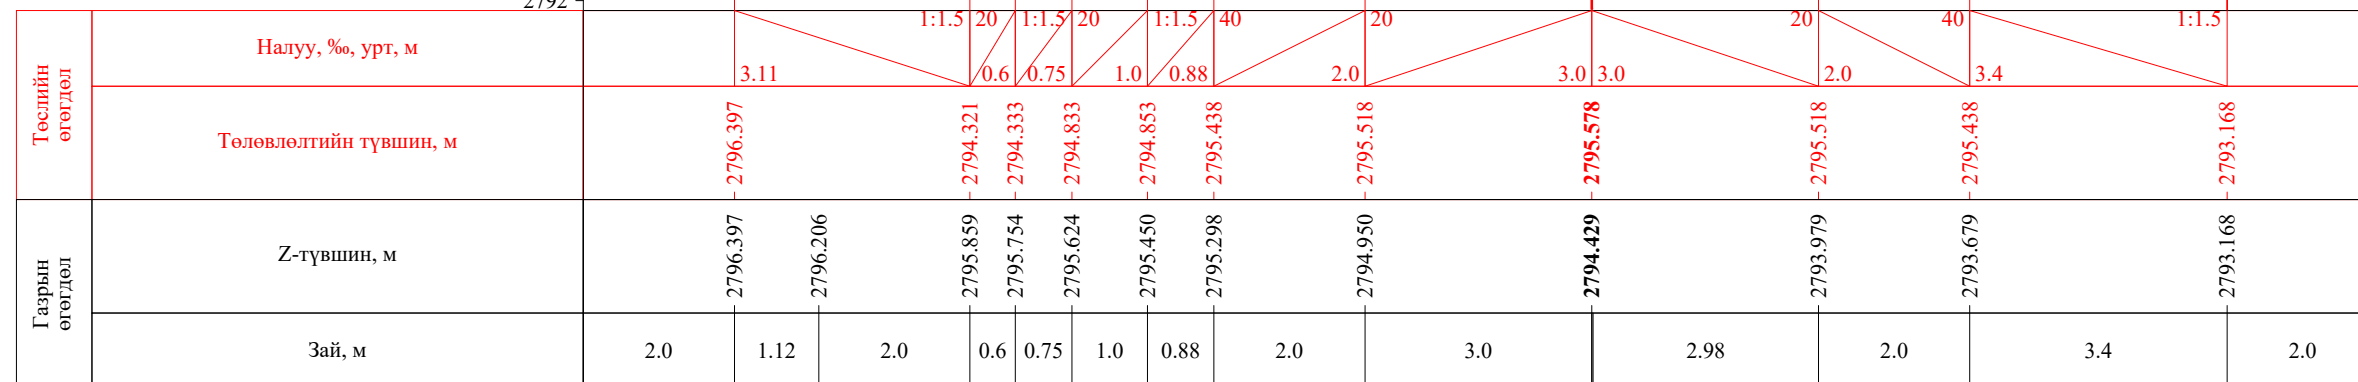 2792
Төслийн
өгөгдөл
Налуу, ‰, урт, м
1:1.5 20 1:1.5 20 1:1.5 40 20 20 40 1:1.5
3.11 0.6 0.75 1.0 0.88 2.0 3.0 3.0 2.0 3.4
Төлөвлөлтийн түвшин, м
2796.397 2794.321 2794.333 2794.833 2794.853 2795.438 2795.518 2795.578 2795.518 2795.438 2793.168
Газрын
өгөгдөл
Z-түвшин, м
2796.397 2796.206 2795.859 2795.754 2795.624 2795.450 2795.298 2794.950 2794.429 2793.979 2793.679 2793.168
Зай, м
2.0 1.12 2.0 0.6 0.75 1.0 0.88 2.0 3.0 2.98 2.0 3.4 2.0